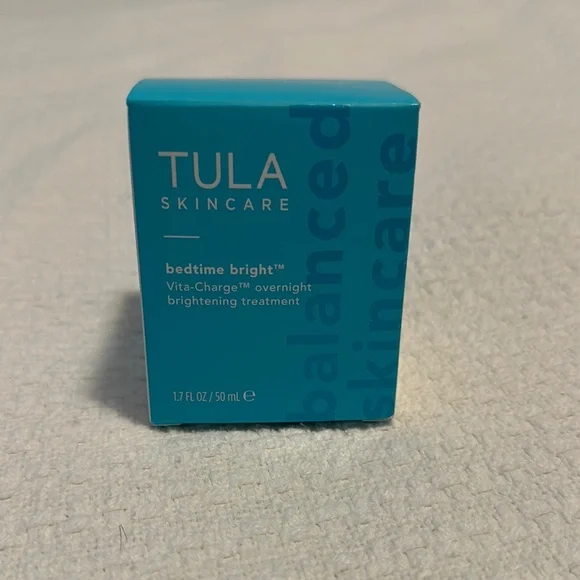 TULA
SKINCARE
bedtime bright™
Vita-Charge™ overnight
brightening treatment
1.7 FL OZ / 50 mL ℮
balanced
skincare